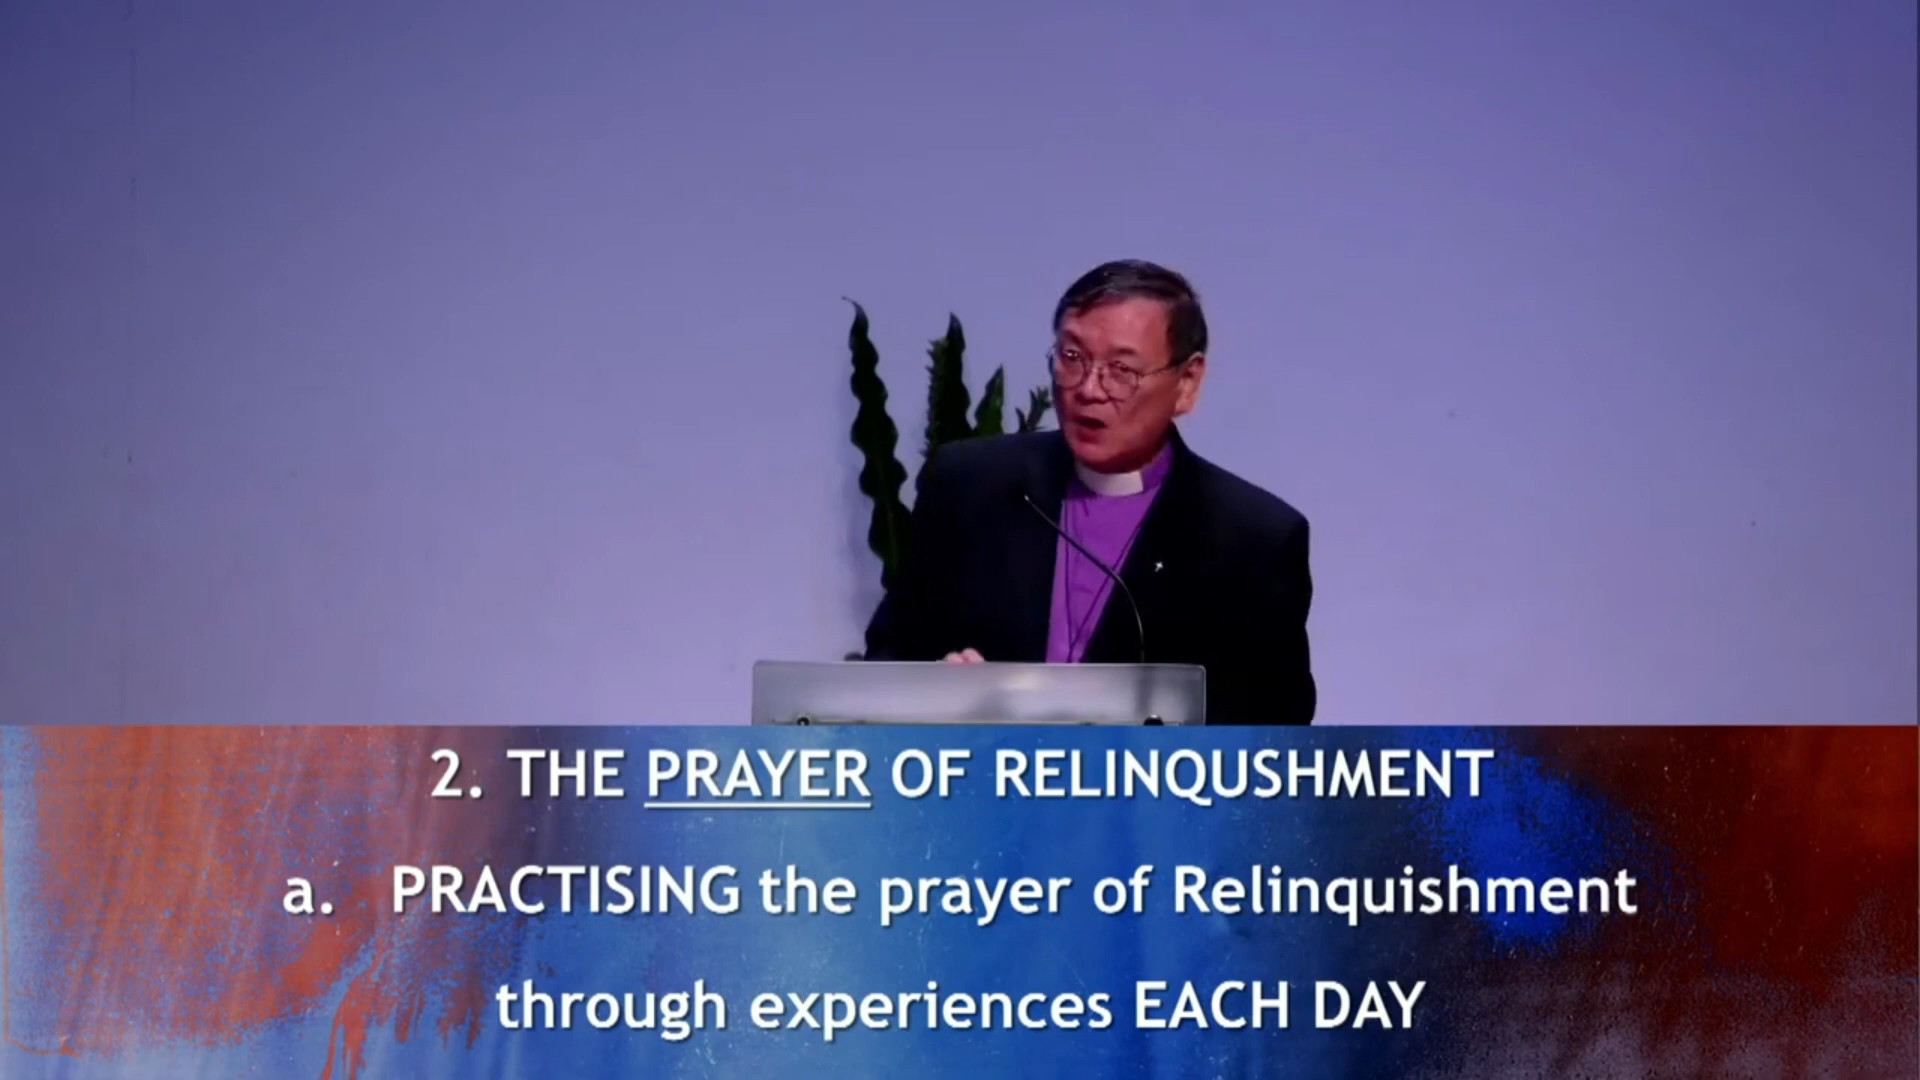 2. THE PRAYER OF RELINQUSHMENT
a. PRACTISING the prayer of Relinquishment
through experiences EACH DAY